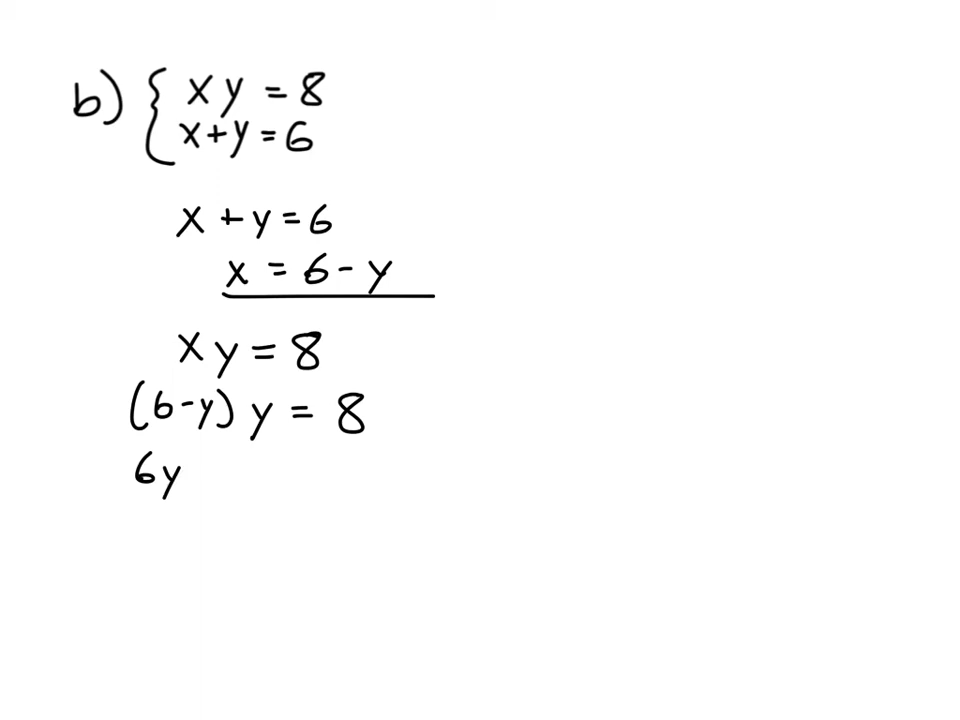 b) { xy = 8
x+y = 6
x + y = 6
x = 6 - y
xy = 8
(6-y) y = 8
6y